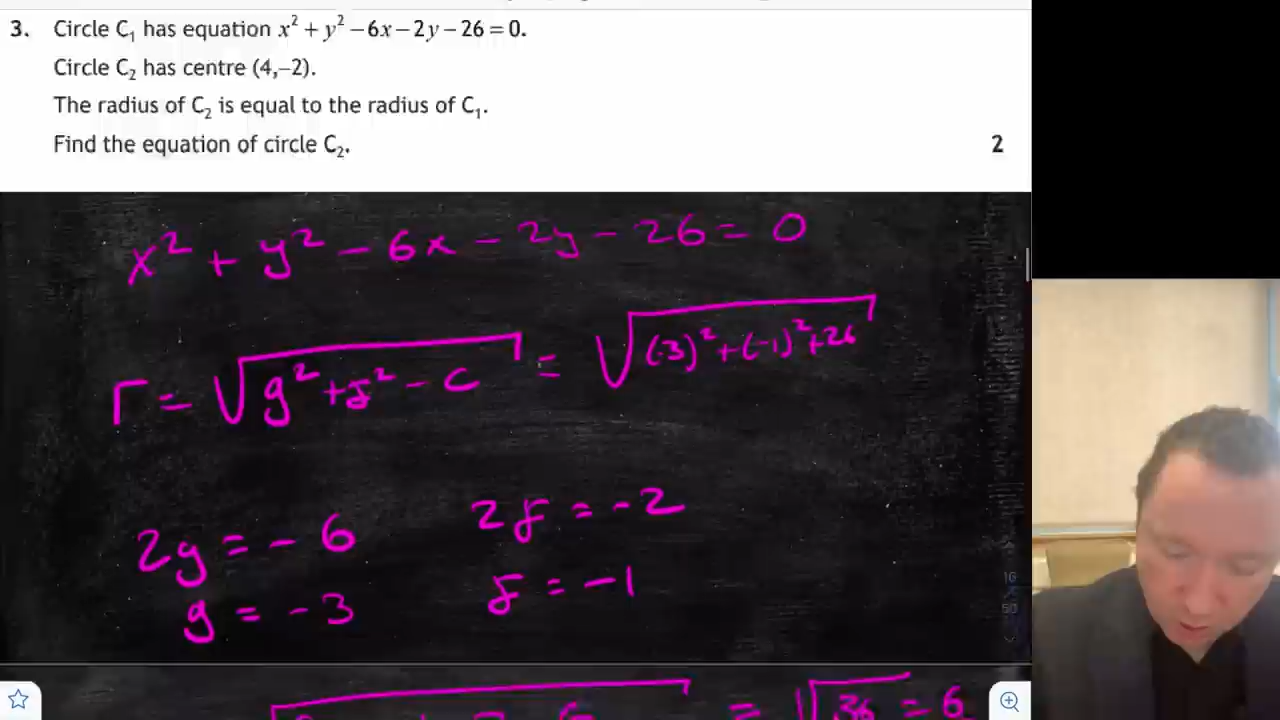 3. Circle C₁ has equation x² + y² − 6x − 2y − 26 = 0.
Circle C₂ has centre (4,−2).
The radius of C₂ is equal to the radius of C₁.
Find the equation of circle C₂. 2
x² + y² − 6x − 2y − 26 = 0
r = √(g² + f² − c) = √((-3)² + (-1)² + 26)
2g = -6 2f = -2
g = -3 f = -1
= √36 = 6